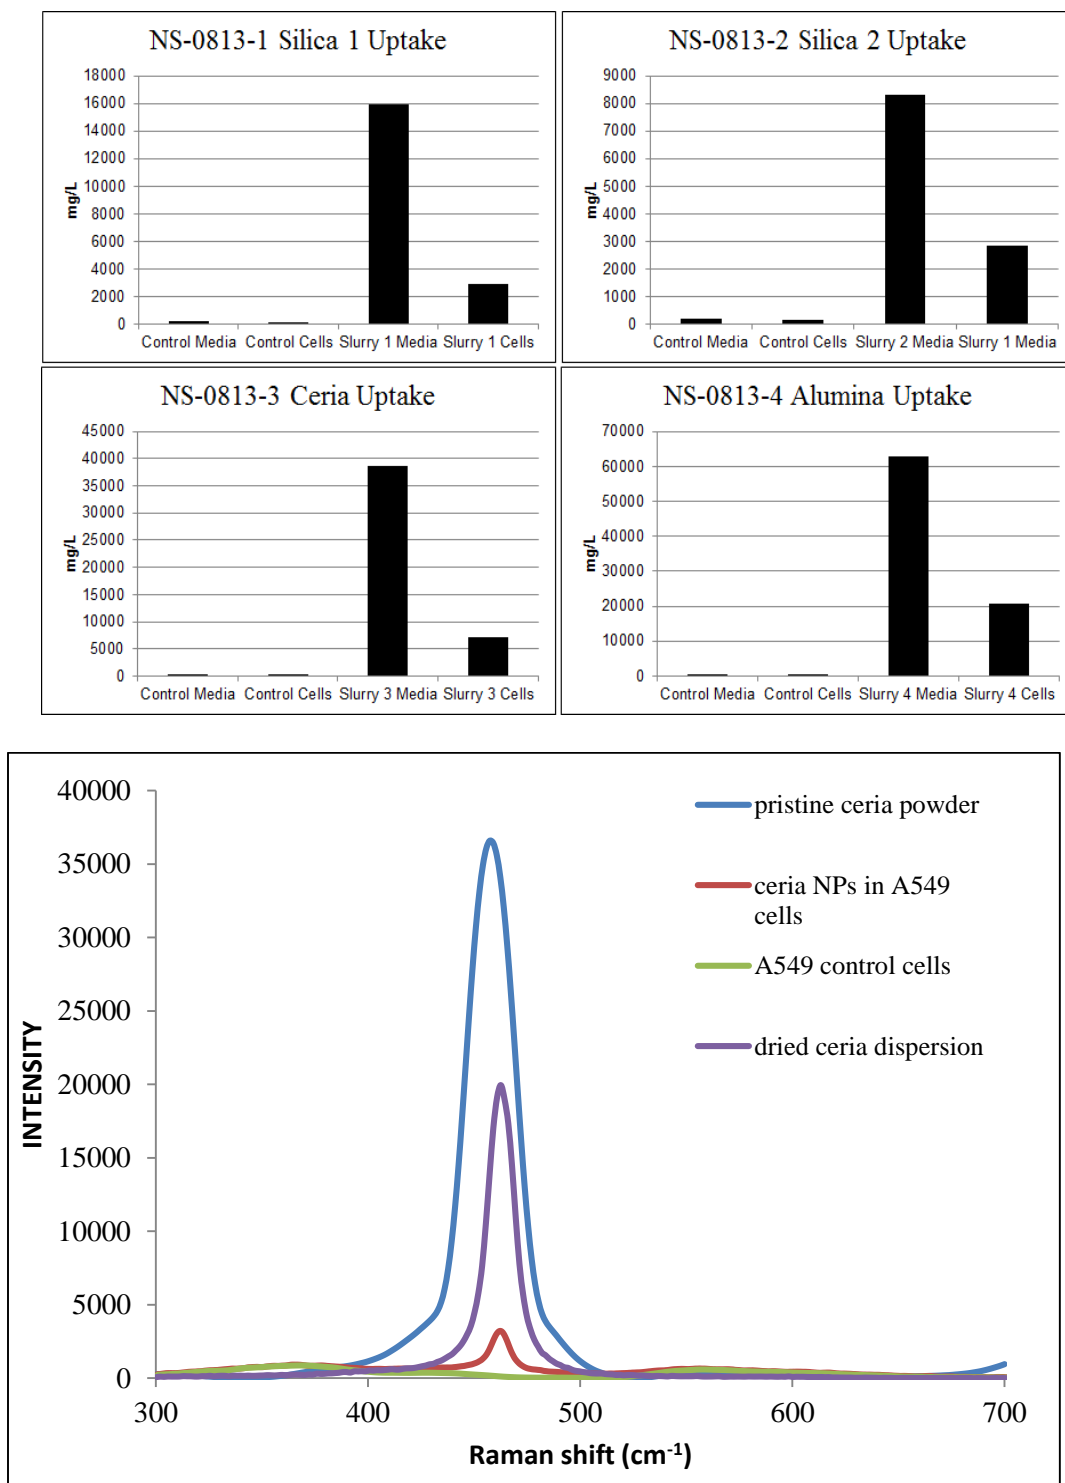 NS-0813-1 Silica 1 Uptake
18000
16000
14000
12000
10000
8000
6000
4000
2000
0
mg/L
Control Media Control Cells Slurry 1 Media Slurry 1 Cells
NS-0813-2 Silica 2 Uptake
9000
8000
7000
6000
5000
4000
3000
2000
1000
0
mg/L
Control Media Control Cells Slurry 2 Media Slurry 1 Media
NS-0813-3 Ceria Uptake
45000
40000
35000
30000
25000
20000
15000
10000
5000
0
mg/L
Control Media Control Cells Slurry 3 Media Slurry 3 Cells
NS-0813-4 Alumina Uptake
70000
60000
50000
40000
30000
20000
10000
0
mg/L
Control Media Control Cells Slurry 4 Media Slurry 4 Cells
40000
35000
30000
25000
20000
15000
10000
5000
0
INTENSITY
pristine ceria powder
ceria NPs in A549
cells
A549 control cells
dried ceria dispersion
300 400 500 600 700
Raman shift (cm⁻¹)